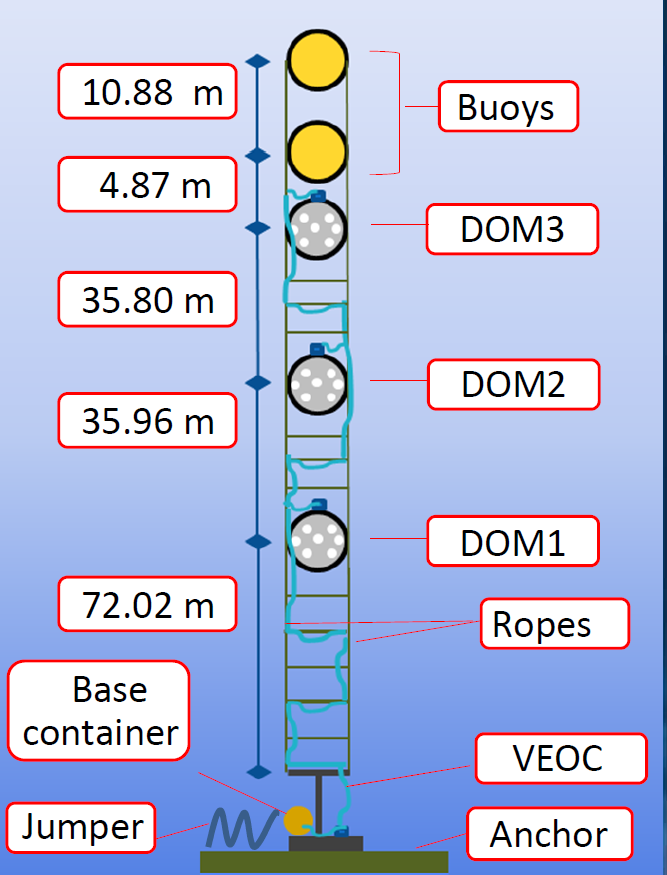 10.88 m
Buoys
4.87 m
DOM3
35.80 m
DOM2
35.96 m
DOM1
72.02 m
Ropes
Base
container
VEOC
Jumper
Anchor